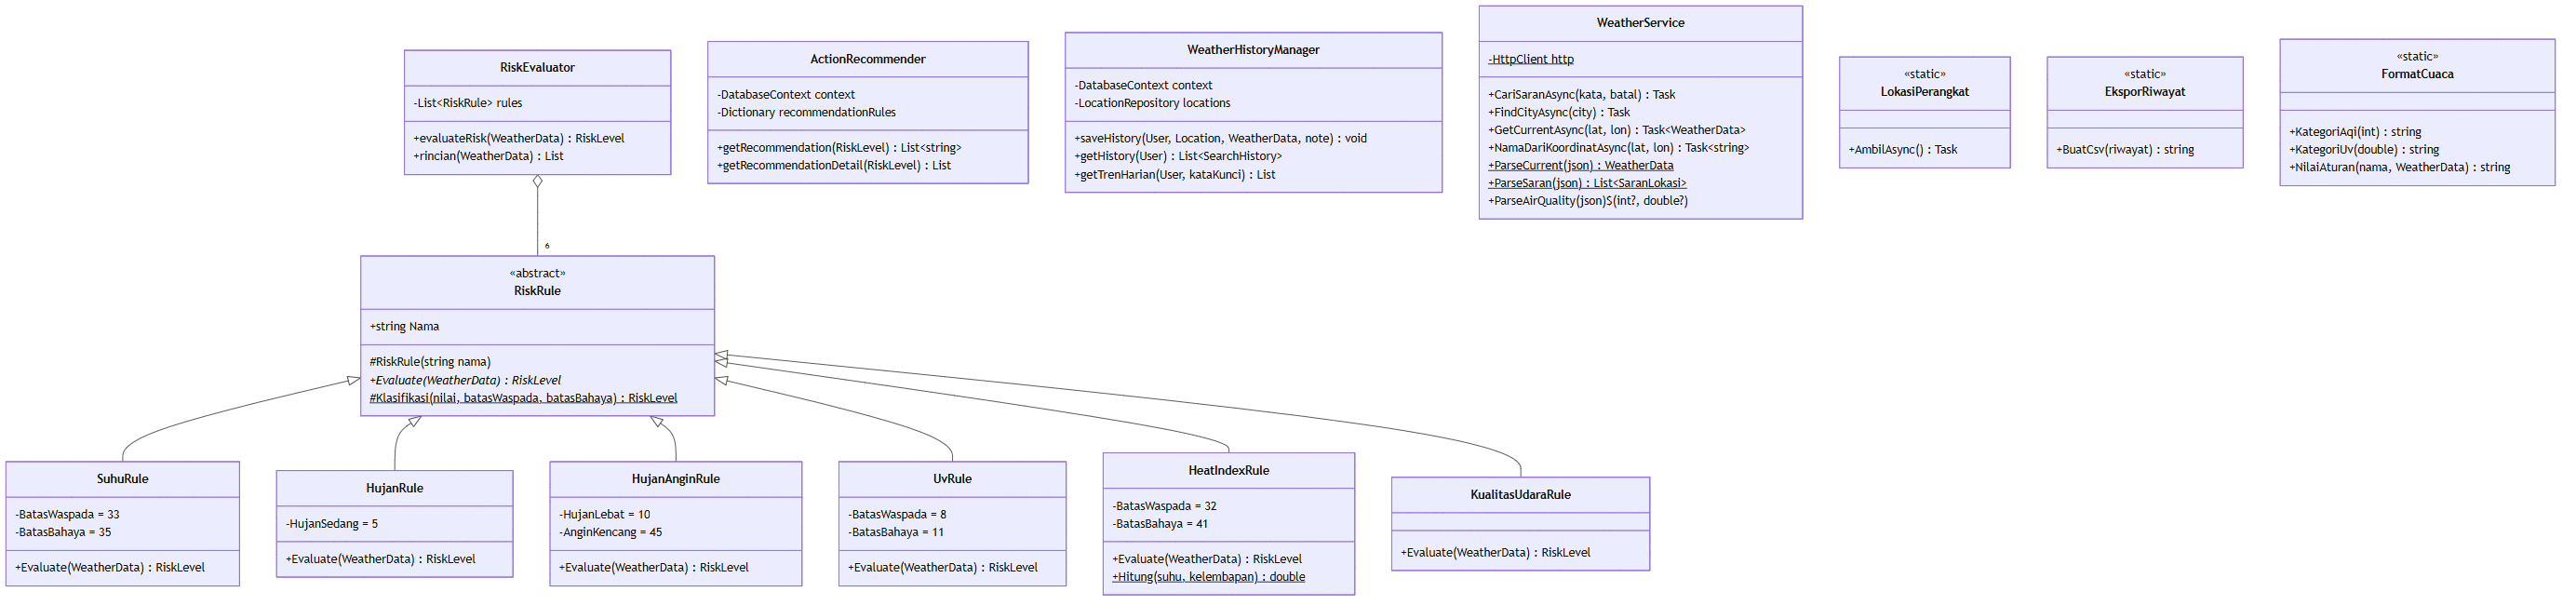 RiskEvaluator
-List<RiskRule> rules
+evaluateRisk(WeatherData) : RiskLevel
+rincian(WeatherData) : List
ActionRecommender
-DatabaseContext context
-Dictionary recommendationRules
+getRecommendation(RiskLevel) : List<string>
+getRecommendationDetail(RiskLevel) : List
WeatherHistoryManager
-DatabaseContext context
-LocationRepository locations
+saveHistory(User, Location, WeatherData, note) : void
+getHistory(User) : List<SearchHistory>
+getTrenHarian(User, kataKunci) : List
WeatherService
-HttpClient http
+CariSaranAsync(kata, batal) : Task
+FindCityAsync(city) : Task
+GetCurrentAsync(lat, lon) : Task<WeatherData>
+NamaDariKoordinatAsync(lat, lon) : Task<string>
+ParseCurrent(json) : WeatherData
+ParseSaran(json) : List<SaranLokasi>
+ParseAirQuality(json)$(int?, double?)
«static»
LokasiPerangkat
+AmbilAsync() : Task
«static»
EksporRiwayat
+BuatCsv(riwayat) : string
«static»
FormatCuaca
+KategoriAqi(int) : string
+KategoriUv(double) : string
+NilaiAturan(nama, WeatherData) : string
6
«abstract»
RiskRule
+string Nama
#RiskRule(string nama)
+Evaluate(WeatherData) : RiskLevel
#Klasifikasi(nilai, batasWaspada, batasBahaya) : RiskLevel
SuhuRule
-BatasWaspada = 33
-BatasBahaya = 35
+Evaluate(WeatherData) : RiskLevel
HujanRule
-HujanSedang = 5
+Evaluate(WeatherData) : RiskLevel
HujanAnginRule
-HujanLebat = 10
-AnginKencang = 45
+Evaluate(WeatherData) : RiskLevel
UvRule
-BatasWaspada = 8
-BatasBahaya = 11
+Evaluate(WeatherData) : RiskLevel
HeatIndexRule
-BatasWaspada = 32
-BatasBahaya = 41
+Evaluate(WeatherData) : RiskLevel
+Hitung(suhu, kelembapan) : double
KualitasUdaraRule
+Evaluate(WeatherData) : RiskLevel